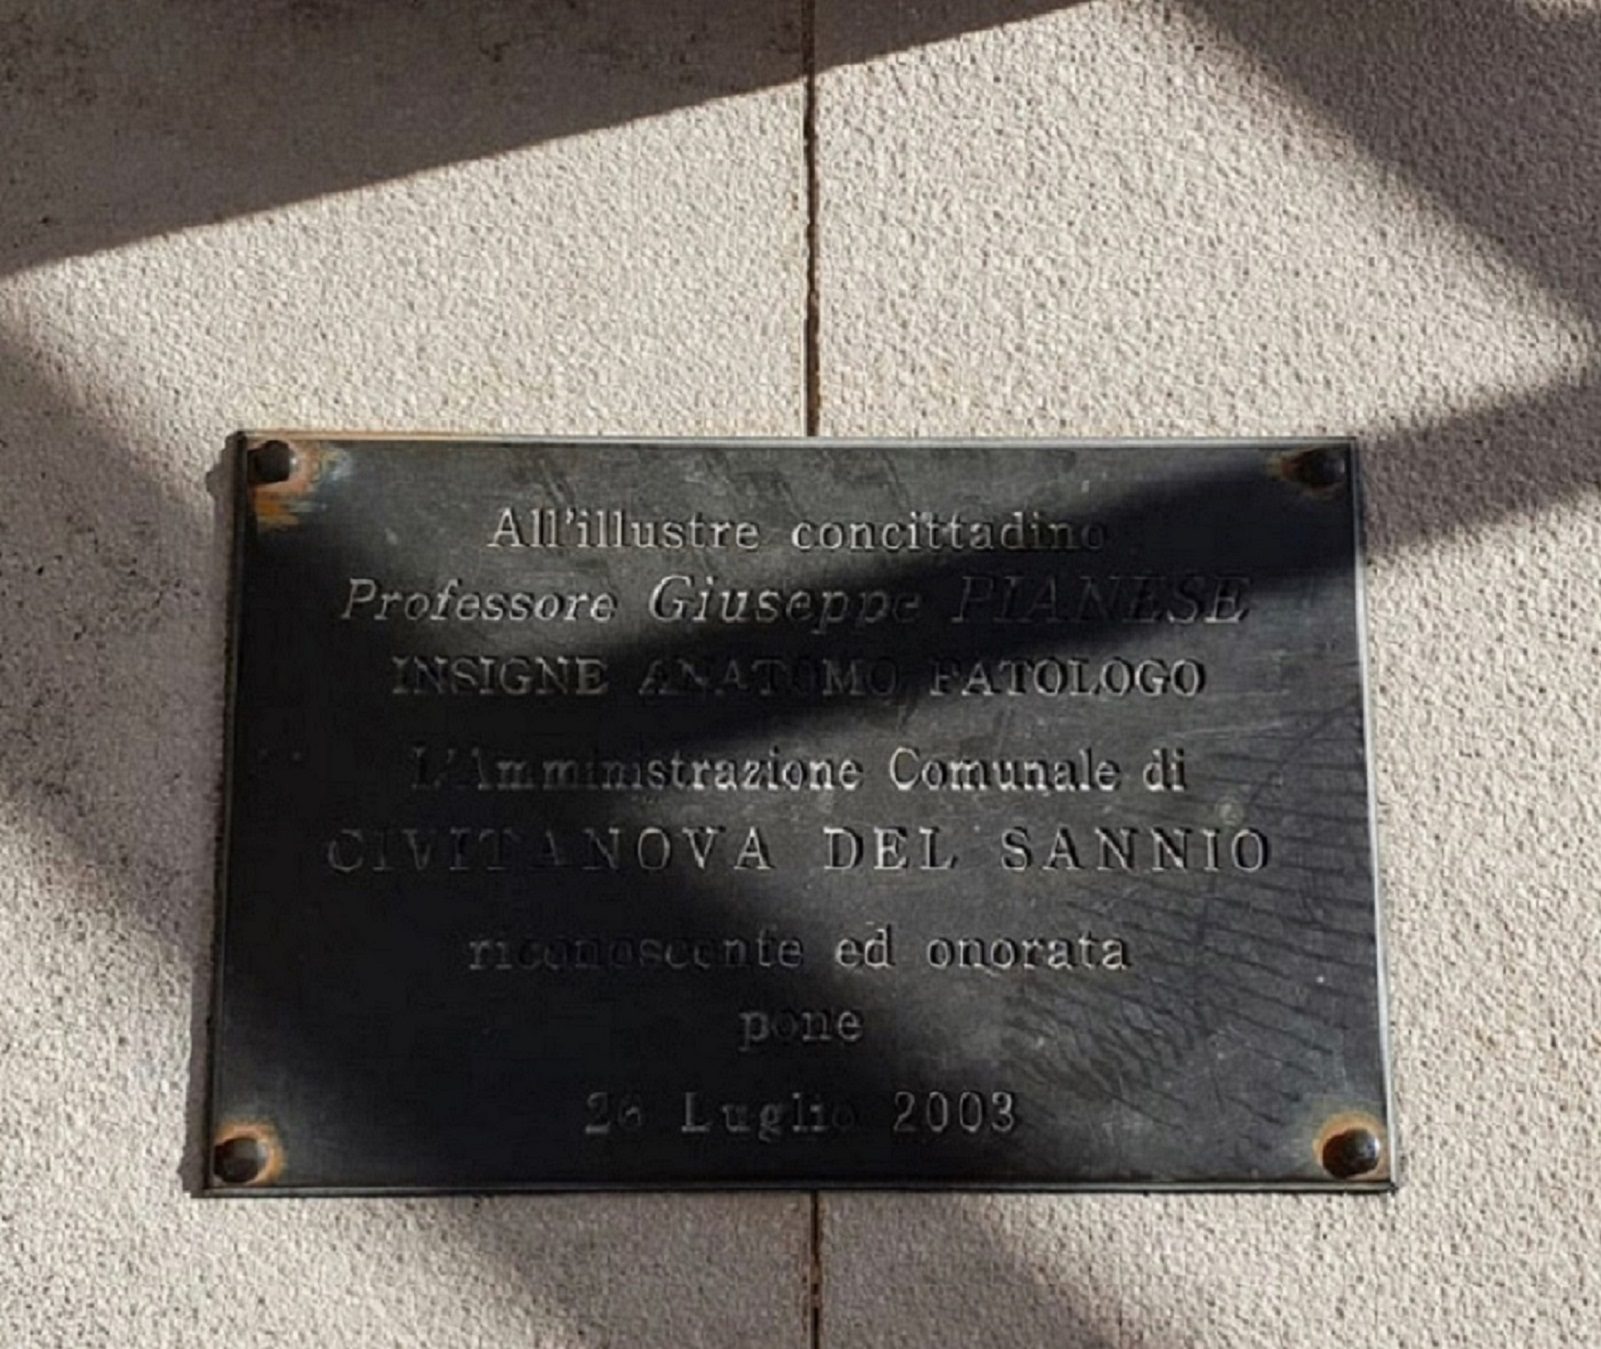 All'illustre concittadino
Professore Giuseppe PIANESE
INSIGNE ANATOMO PATOLOGO
L'Amministrazione Comunale di
CIVITANOVA DEL SANNIO
riconoscente ed onorata
pone
26 Luglio 2003